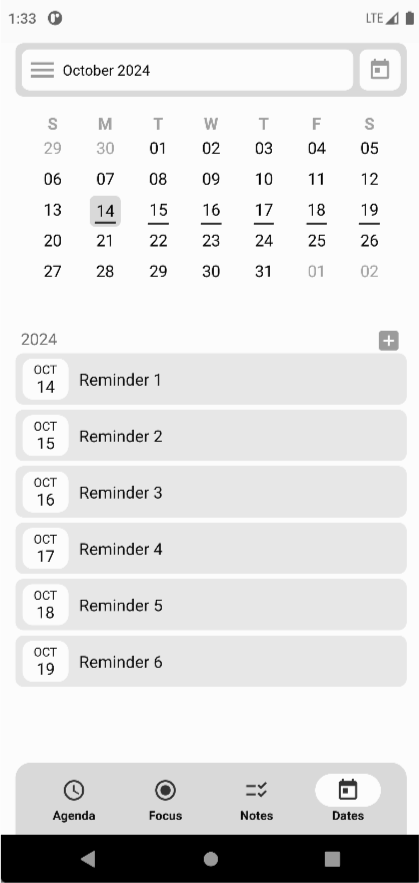 1:33 LTE
October 2024
S M T W T F S
29 30 01 02 03 04 05
06 07 08 09 10 11 12
13 14 15 16 17 18 19
20 21 22 23 24 25 26
27 28 29 30 31 01 02
2024
OCT
14 Reminder 1
OCT
15 Reminder 2
OCT
16 Reminder 3
OCT
17 Reminder 4
OCT
18 Reminder 5
OCT
19 Reminder 6
Agenda Focus Notes Dates